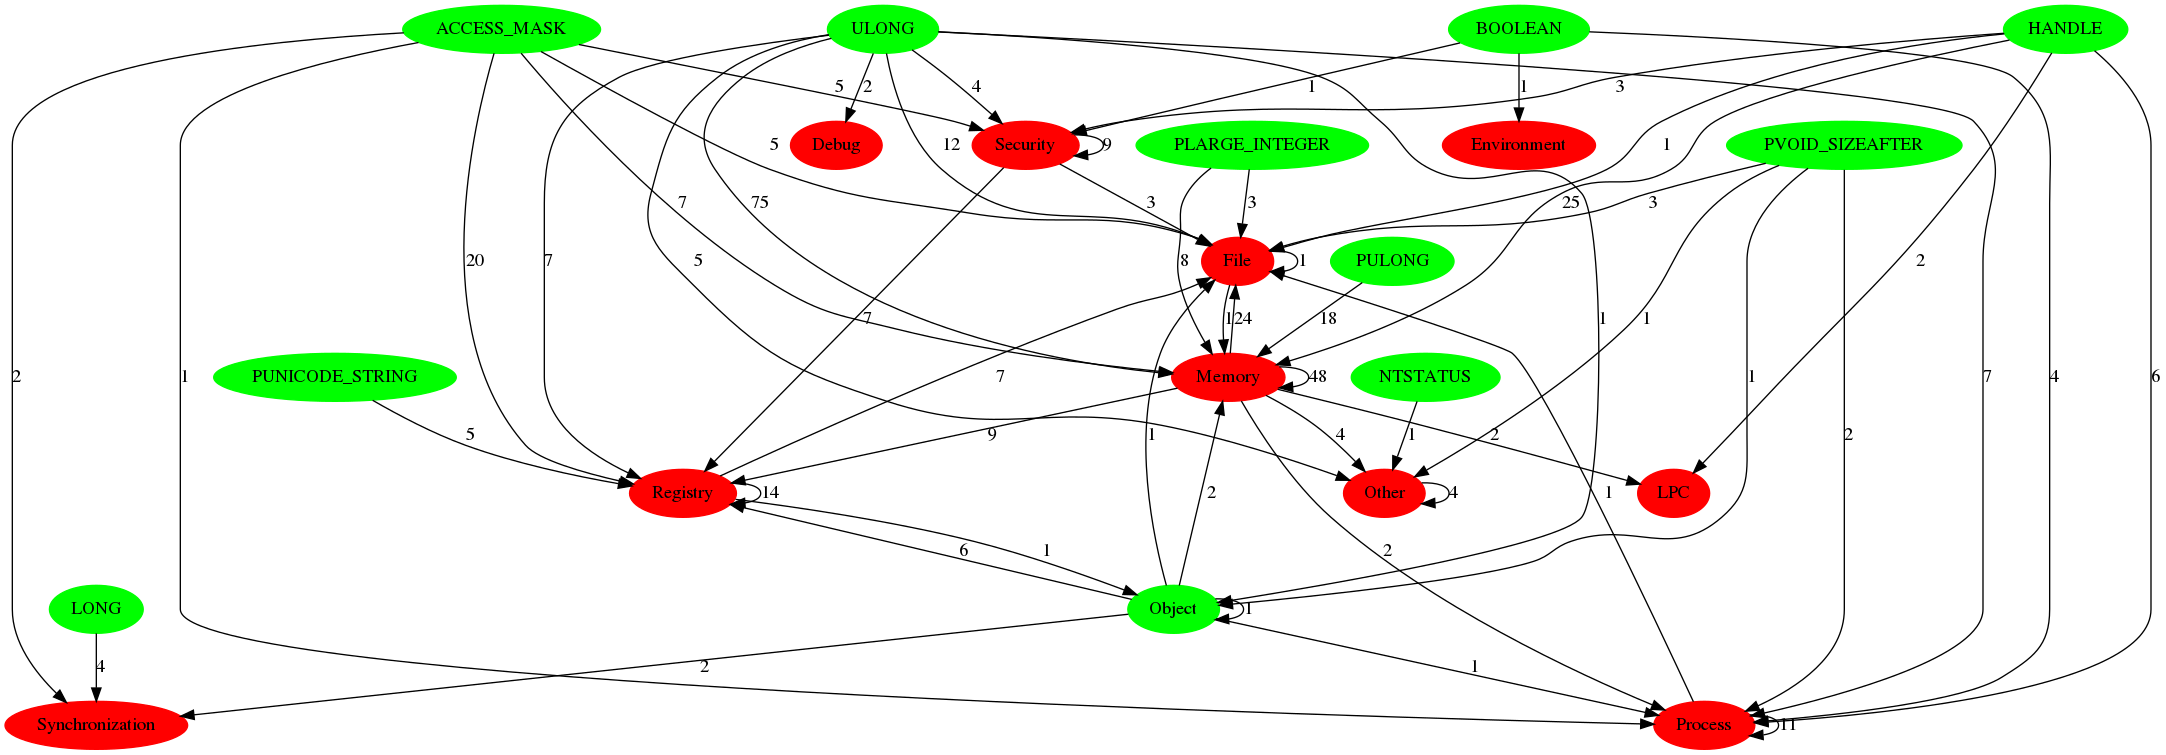 ACCESS_MASK
ULONG
BOOLEAN
HANDLE
5
2
4
1
1
3
Debug
Security
9
PLARGE_INTEGER
Environment
PVOID_SIZEAFTER
5
12
1
7
75
3
3
25
3
20
7
5
8
File
1
PULONG
1
2
7
1
24
18
1
2
1
PUNICODE_STRING
7
Memory
48
NTSTATUS
1
7
4
6
5
9
1
4
1
2
2
Registry
14
Other
4
LPC
1
6
1
2
2
LONG
Object
1
4
2
1
Synchronization
Process
11